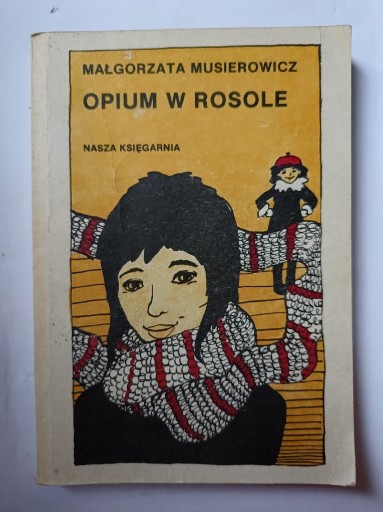 MAŁGORZATA MUSIEROWICZ
OPIUM W ROSOLE
NASZA KSIĘGARNIA